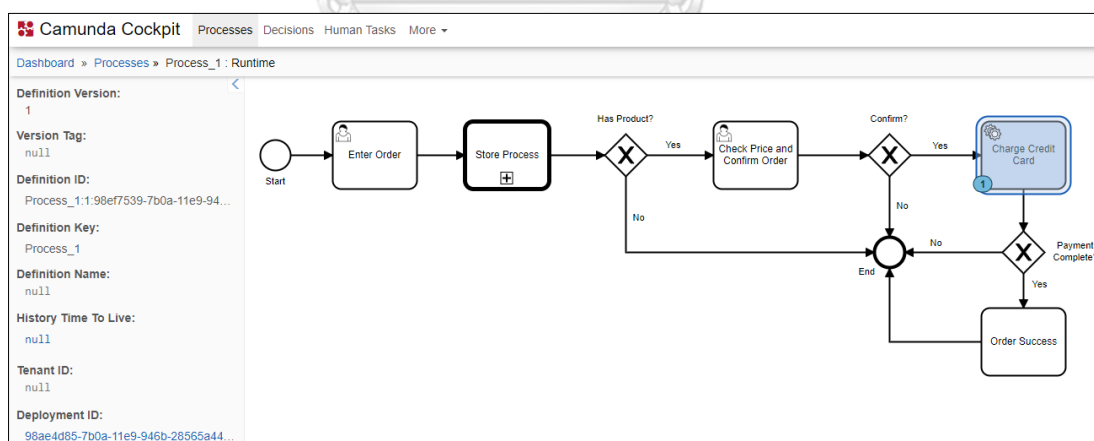 Camunda Cockpit Processes Decisions Human Tasks More
Dashboard » Processes » Process_1 : Runtime
Definition Version:
1
Version Tag:
null
Definition ID:
Process_1:1:98ef7539-7b0a-11e9-94...
Definition Key:
Process_1
Definition Name:
null
History Time To Live:
null
Tenant ID:
null
Deployment ID:
98ae4d85-7b0a-11e9-946b-28565a44...
Start
Enter Order
Store Process
Has Product?
Yes
No
Check Price and
Confirm Order
Confirm?
Yes
No
Charge Credit
Card
1
Payment
Complete?
No
Yes
End
Order Success